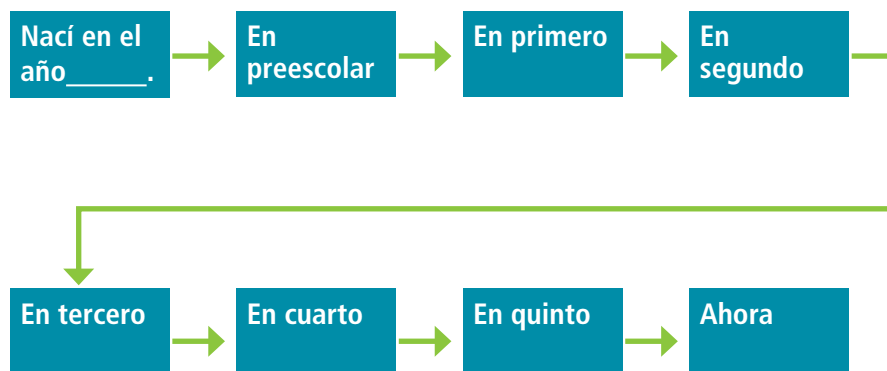 Nací en el
año______.
En
preescolar
En primero
En
segundo
En tercero
En cuarto
En quinto
Ahora